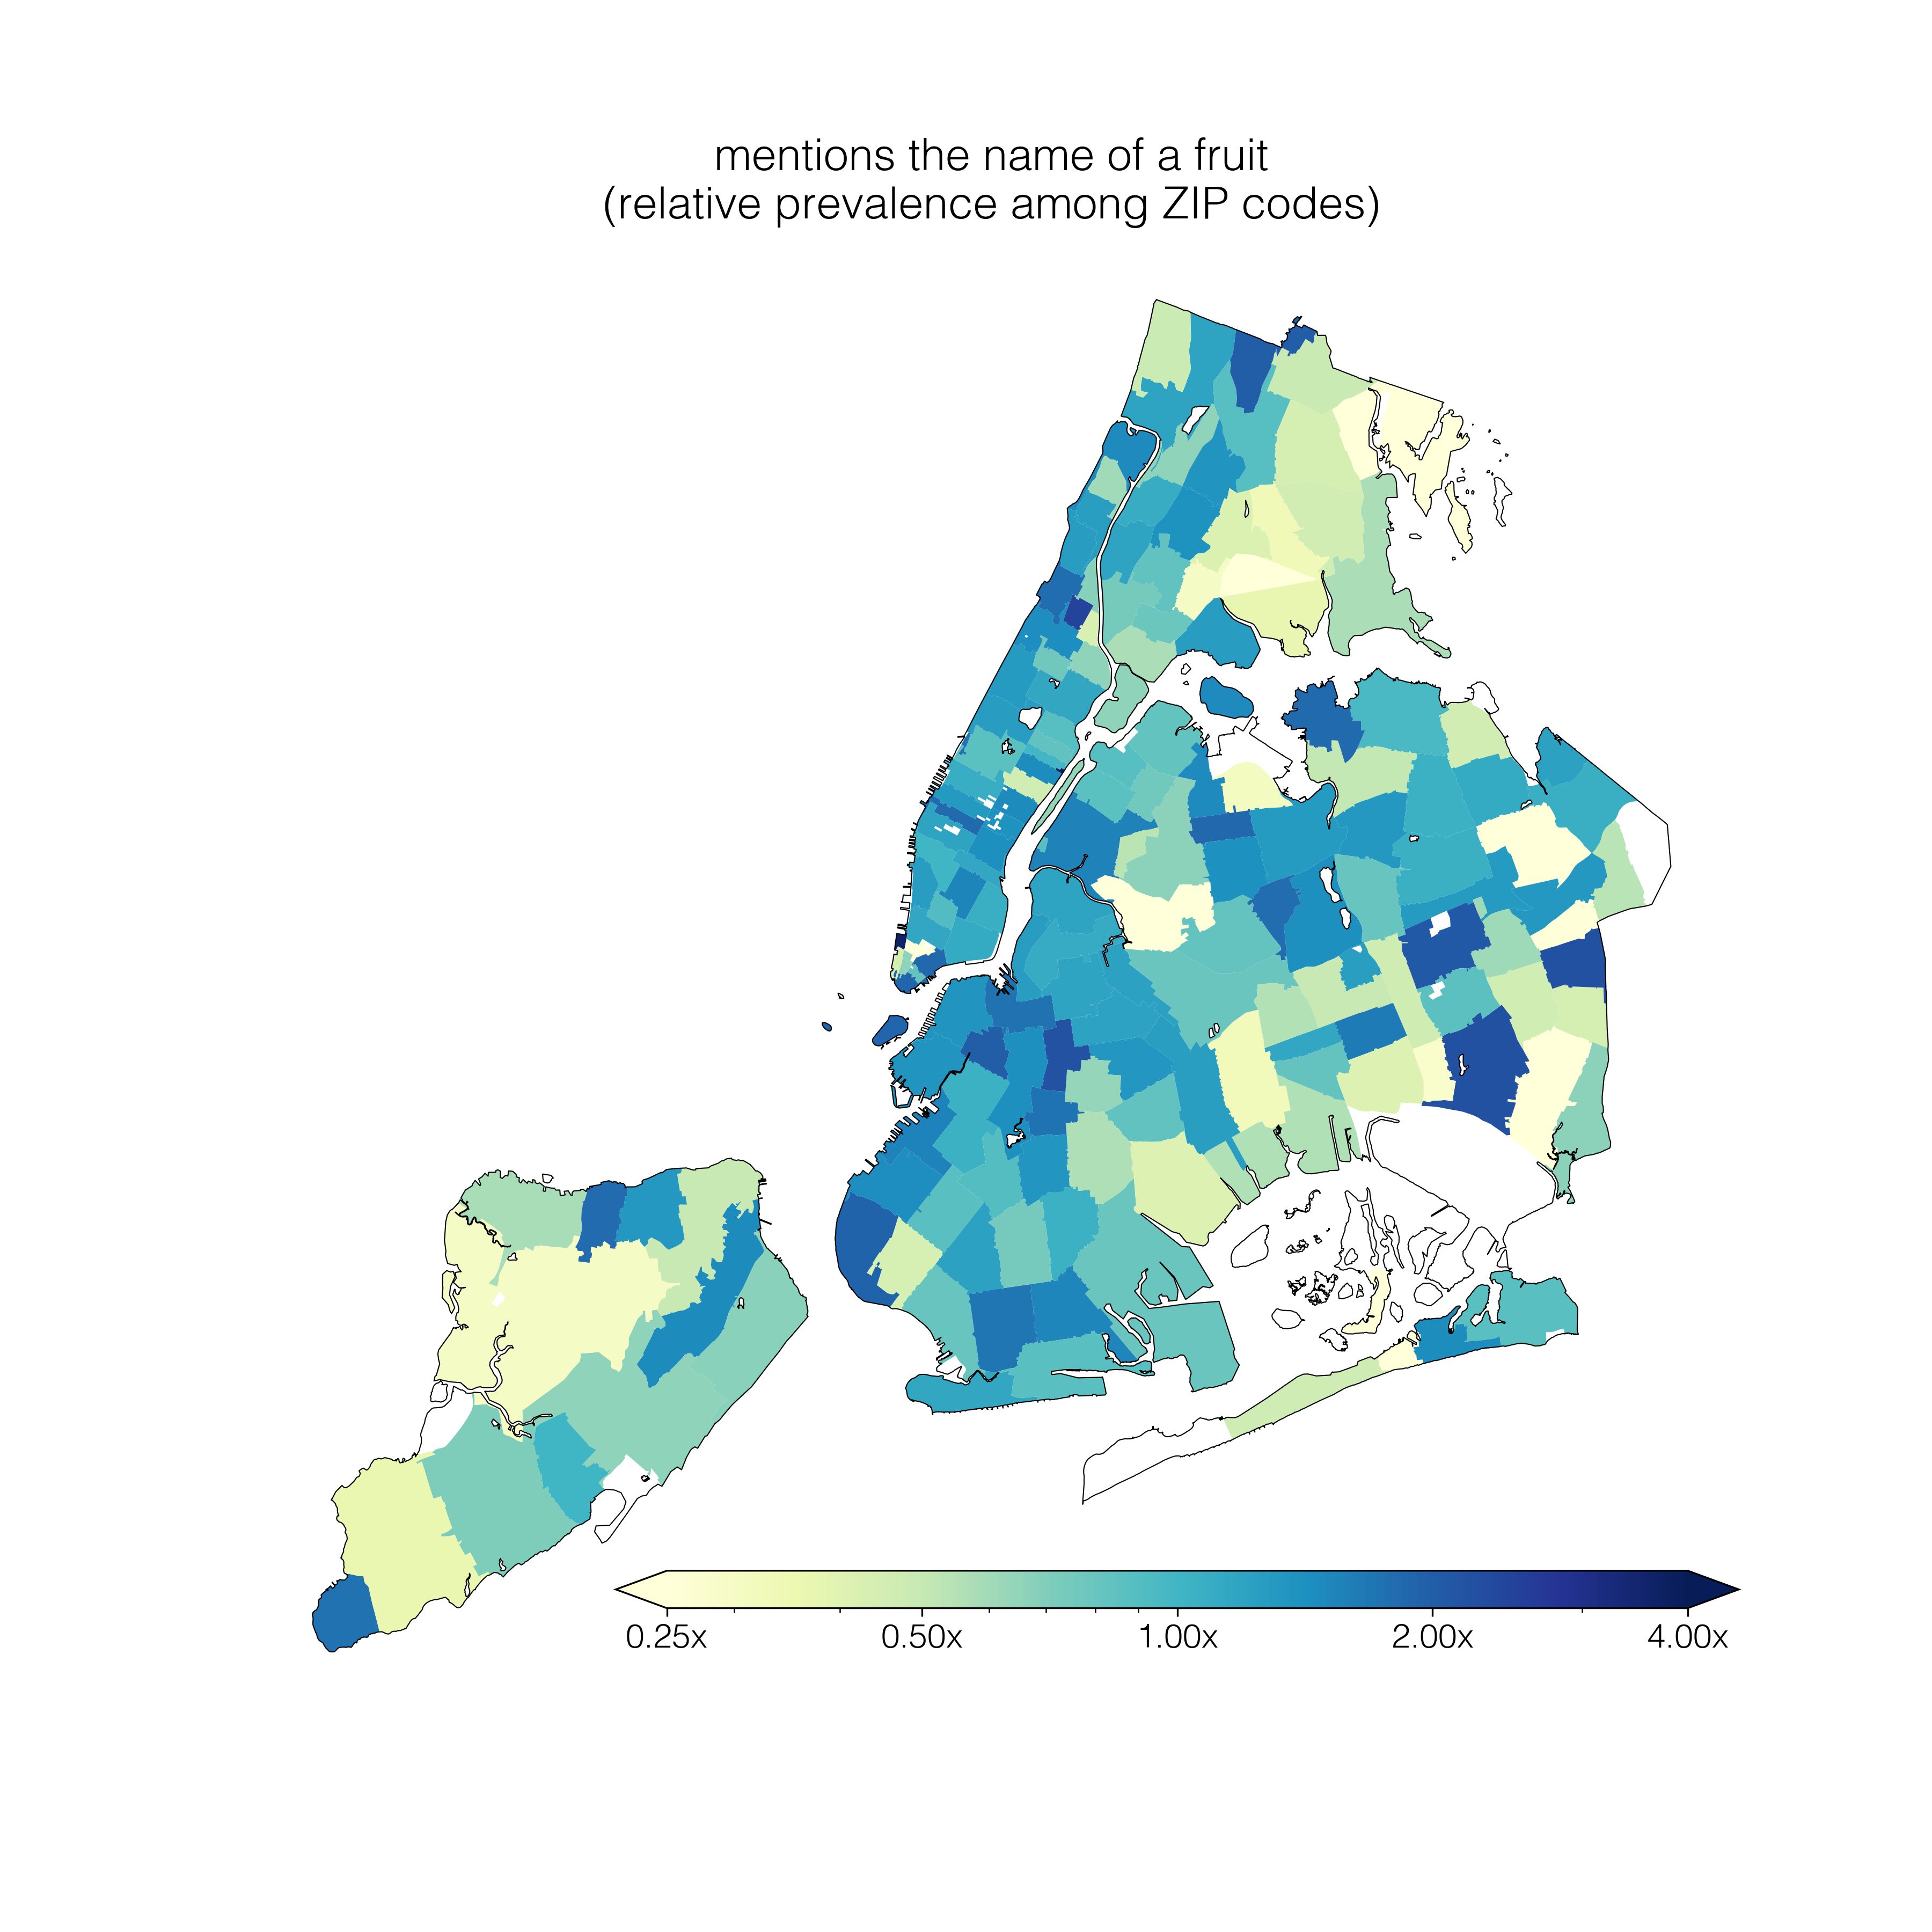 mentions the name of a fruit
(relative prevalence among ZIP codes)
0.25x 0.50x 1.00x 2.00x 4.00x